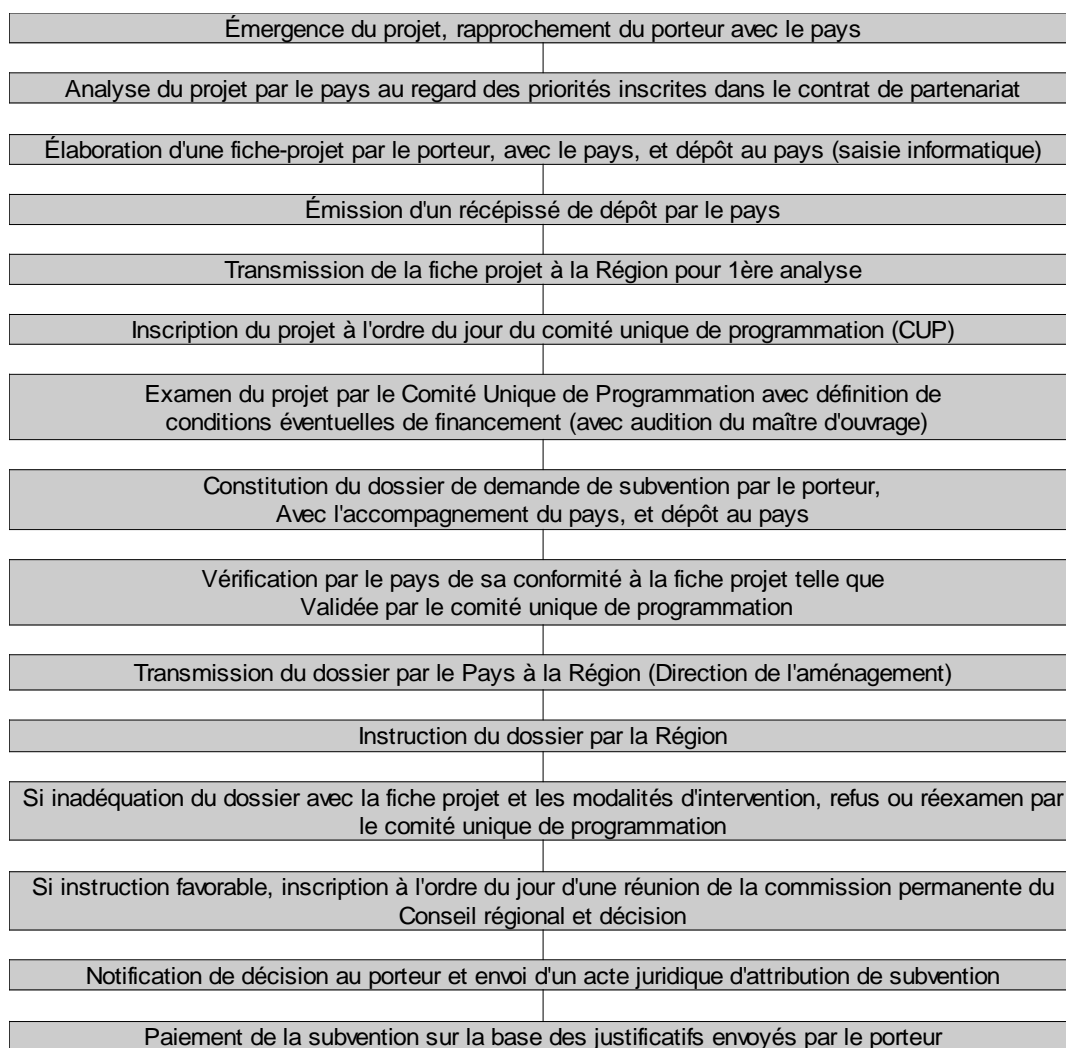 Émergence du projet, rapprochement du porteur avec le pays
Analyse du projet par le pays au regard des priorités inscrites dans le contrat de partenariat
Élaboration d'une fiche-projet par le porteur, avec le pays, et dépôt au pays (saisie informatique)
Émission d'un récépissé de dépôt par le pays
Transmission de la fiche projet à la Région pour 1ère analyse
Inscription du projet à l'ordre du jour du comité unique de programmation (CUP)
Examen du projet par le Comité Unique de Programmation avec définition de
conditions éventuelles de financement (avec audition du maître d'ouvrage)
Constitution du dossier de demande de subvention par le porteur,
Avec l'accompagnement du pays, et dépôt au pays
Vérification par le pays de sa conformité à la fiche projet telle que
Validée par le comité unique de programmation
Transmission du dossier par le Pays à la Région (Direction de l'aménagement)
Instruction du dossier par la Région
Si inadéquation du dossier avec la fiche projet et les modalités d'intervention, refus ou réexamen par
le comité unique de programmation
Si instruction favorable, inscription à l'ordre du jour d'une réunion de la commission permanente du
Conseil régional et décision
Notification de décision au porteur et envoi d'un acte juridique d'attribution de subvention
Paiement de la subvention sur la base des justificatifs envoyés par le porteur